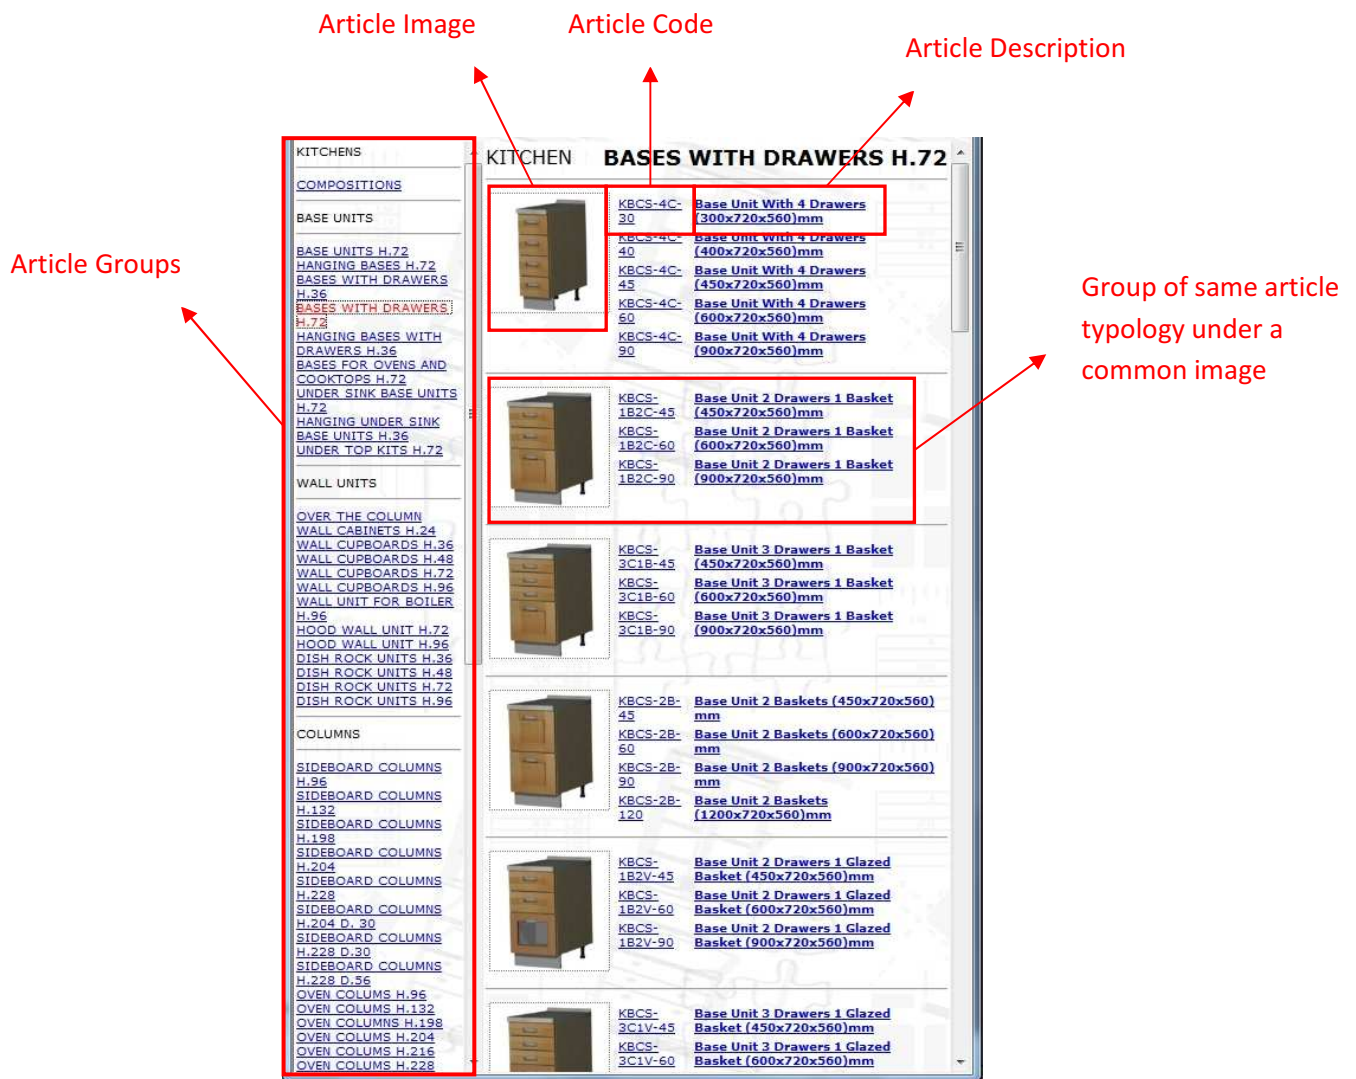 Article Image
Article Code
Article Description
Article Groups
Group of same article
typology under a
common image
KITCHENS
COMPOSITIONS
BASE UNITS
BASE UNITS H.72
HANGING BASES H.72
BASES WITH DRAWERS
H.36
BASES WITH DRAWERS
H.72
HANGING BASES WITH
DRAWERS H.36
BASES FOR OVENS AND
COOKTOPS H.72
UNDER SINK BASE UNITS
H.72
HANGING UNDER SINK
BASE UNITS H.36
UNDER TOP KITS H.72
WALL UNITS
OVER THE COLUMN
WALL CABINETS H.24
WALL CUPBOARDS H.36
WALL CUPBOARDS H.48
WALL CUPBOARDS H.72
WALL CUPBOARDS H.96
WALL UNIT FOR BOILER
H.96
HOOD WALL UNIT H.72
HOOD WALL UNIT H.96
DISH ROCK UNITS H.36
DISH ROCK UNITS H.48
DISH ROCK UNITS H.72
DISH ROCK UNITS H.96
COLUMNS
SIDEBOARD COLUMNS
H.96
SIDEBOARD COLUMNS
H.132
SIDEBOARD COLUMNS
H.198
SIDEBOARD COLUMNS
H.204
SIDEBOARD COLUMNS
H.228
SIDEBOARD COLUMNS
H.204 D. 30
SIDEBOARD COLUMNS
H.228 D.30
SIDEBOARD COLUMNS
H.228 D.56
OVEN COLUMS H.96
OVEN COLUMS H.132
OVEN COLUMNS H.198
OVEN COLUMS H.204
OVEN COLUMS H.216
OVEN COLUMS H.228
KITCHEN BASES WITH DRAWERS H.72
KBCS-4C- Base Unit With 4 Drawers
30 (300x720x560)mm
KBCS-4C- Base Unit With 4 Drawers
40 (400x720x560)mm
KBCS-4C- Base Unit With 4 Drawers
45 (450x720x560)mm
KBCS-4C- Base Unit With 4 Drawers
60 (600x720x560)mm
KBCS-4C- Base Unit With 4 Drawers
90 (900x720x560)mm
KBCS- Base Unit 2 Drawers 1 Basket
1B2C-45 (450x720x560)mm
KBCS- Base Unit 2 Drawers 1 Basket
1B2C-60 (600x720x560)mm
KBCS- Base Unit 2 Drawers 1 Basket
1B2C-90 (900x720x560)mm
KBCS- Base Unit 3 Drawers 1 Basket
3C1B-45 (450x720x560)mm
KBCS- Base Unit 3 Drawers 1 Basket
3C1B-60 (600x720x560)mm
KBCS- Base Unit 3 Drawers 1 Basket
3C1B-90 (900x720x560)mm
KBCS-2B- Base Unit 2 Baskets (450x720x560)
45 mm
KBCS-2B- Base Unit 2 Baskets (600x720x560)
60 mm
KBCS-2B- Base Unit 2 Baskets (900x720x560)
90 mm
KBCS-2B- Base Unit 2 Baskets
120 (1200x720x560)mm
KBCS- Base Unit 2 Drawers 1 Glazed
1B2V-45 Basket (450x720x560)mm
KBCS- Base Unit 2 Drawers 1 Glazed
1B2V-60 Basket (600x720x560)mm
KBCS- Base Unit 2 Drawers 1 Glazed
1B2V-90 Basket (900x720x560)mm
KBCS- Base Unit 3 Drawers 1 Glazed
3C1V-45 Basket (450x720x560)mm
KBCS- Base Unit 3 Drawers 1 Glazed
3C1V-60 Basket (600x720x560)mm